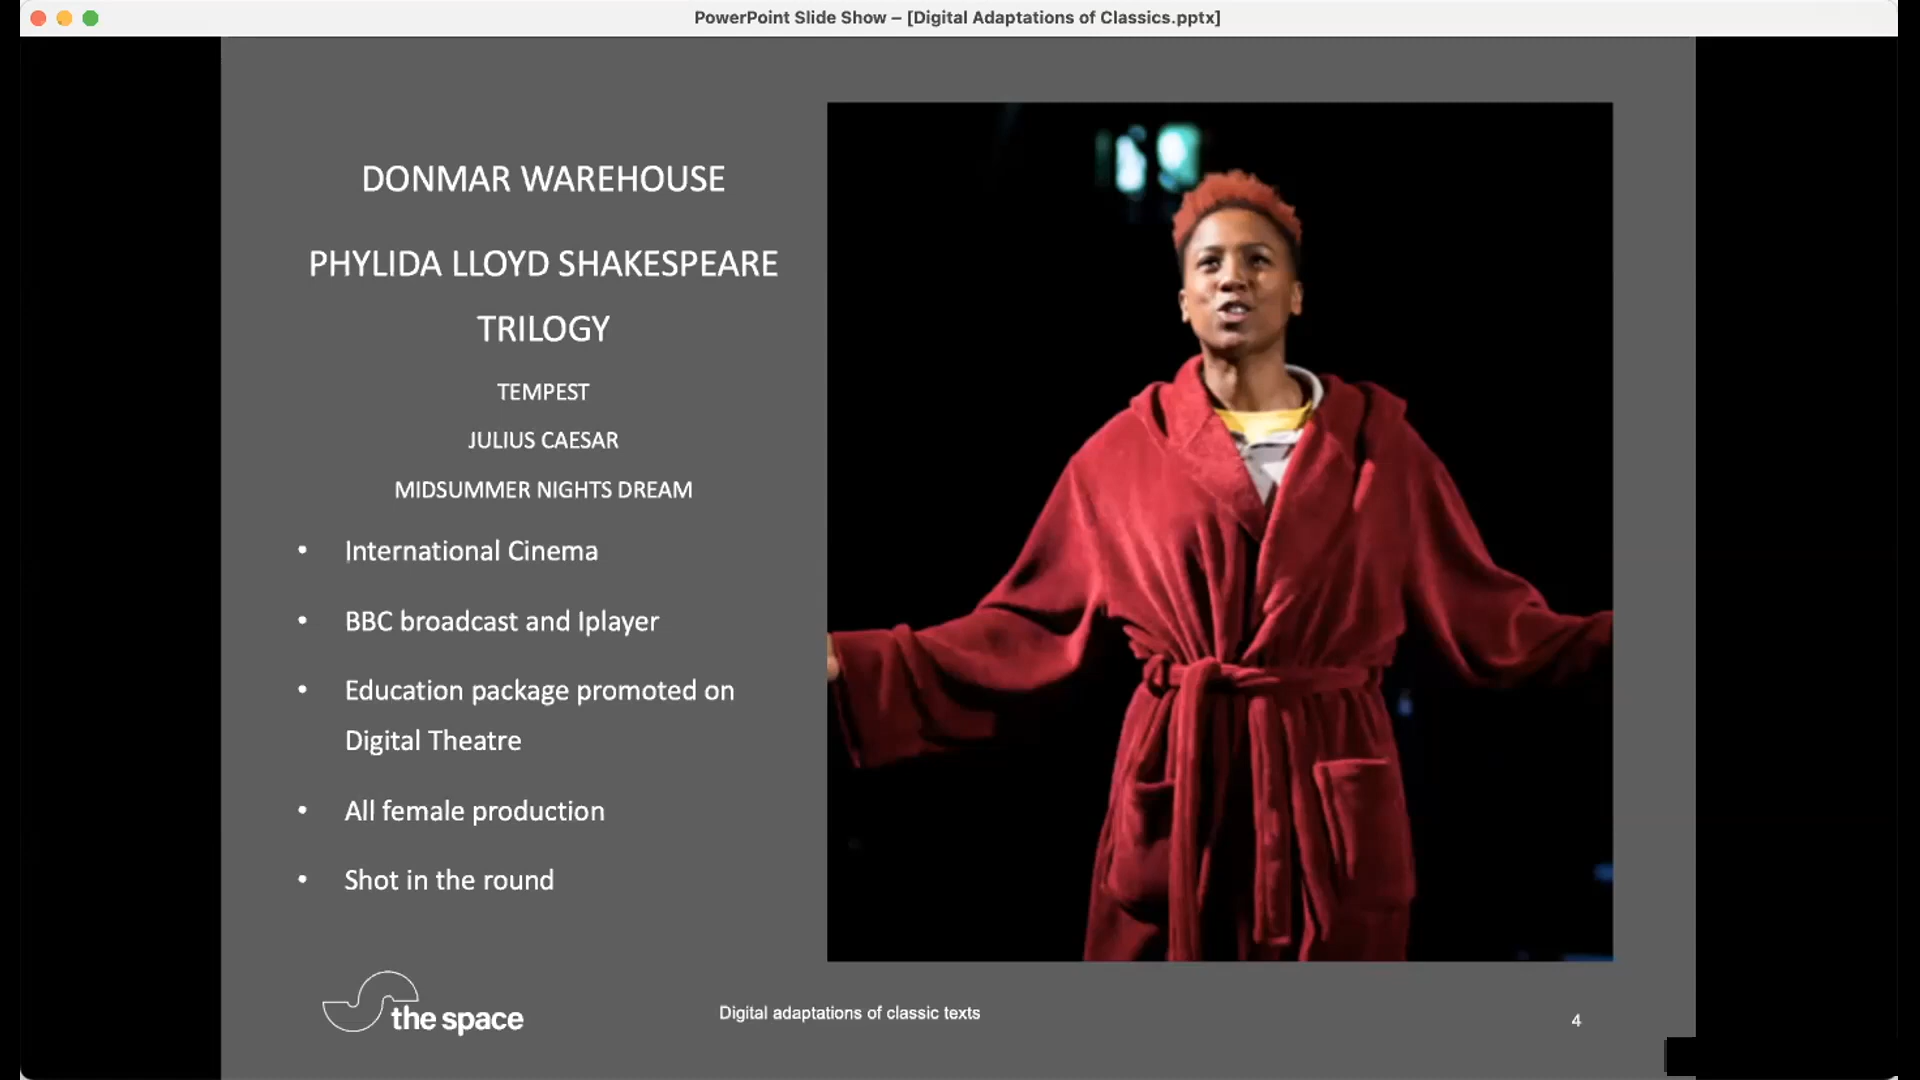 PowerPoint Slide Show – [Digital Adaptations of Classics.pptx]
DONMAR WAREHOUSE
PHYLIDA LLOYD SHAKESPEARE
TRILOGY
TEMPEST
JULIUS CAESAR
MIDSUMMER NIGHTS DREAM
• International Cinema
• BBC broadcast and Iplayer
• Education package promoted on
Digital Theatre
• All female production
• Shot in the round
the space
Digital adaptations of classic texts
4